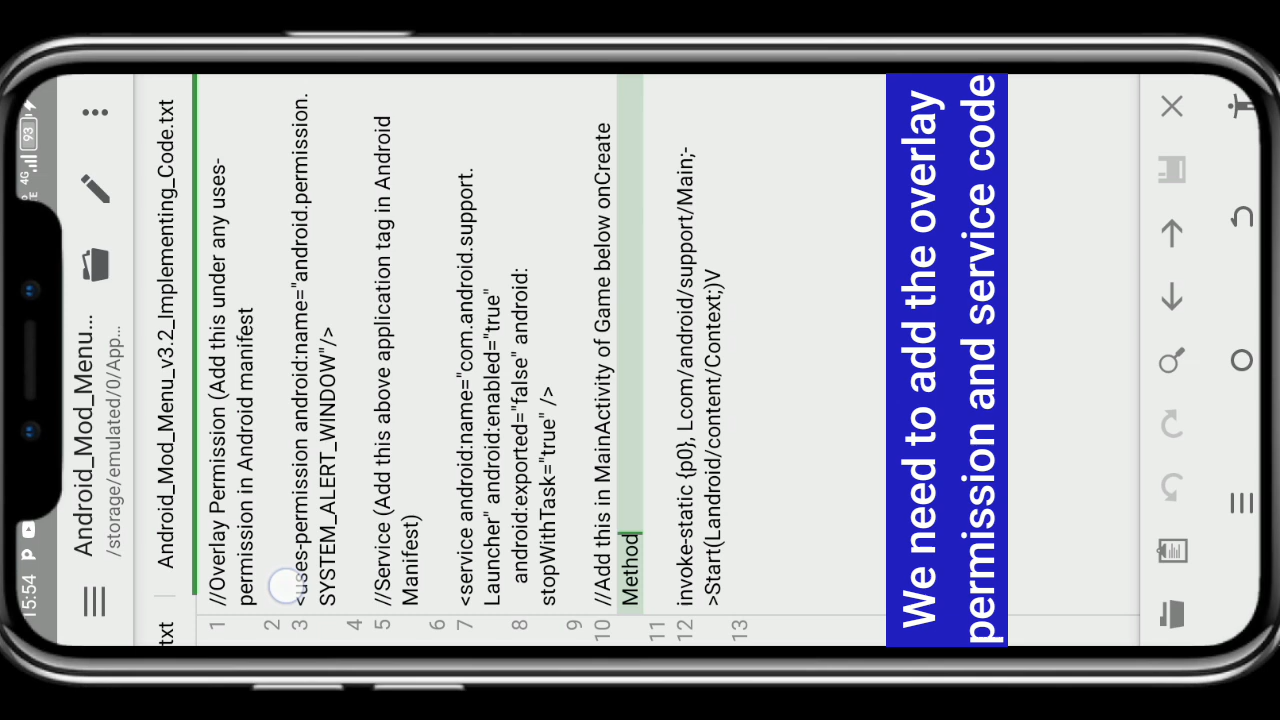 15:54
4G
93
Android_Mod_Menu...
/storage/emulated/0/App...
txt
Android_Mod_Menu_v3.2_Implementing_Code.txt
1 //Overlay Permission (Add this under any uses-
permission in Android manifest
2
3 <uses-permission android:name="android.permission.
SYSTEM_ALERT_WINDOW"/>
4
5 //Service (Add this above application tag in Android
Manifest)
6
7 <service android:name="com.android.support.
Launcher" android:enabled="true"
8 android:exported="false" android:
stopWithTask="true" />
9
10 //Add this in MainActivity of Game below onCreate
Method
11
12 invoke-static {p0}, Lcom/android/support/Main;-
>Start(Landroid/content/Context;)V
13
We need to add the overlay
permission and service code